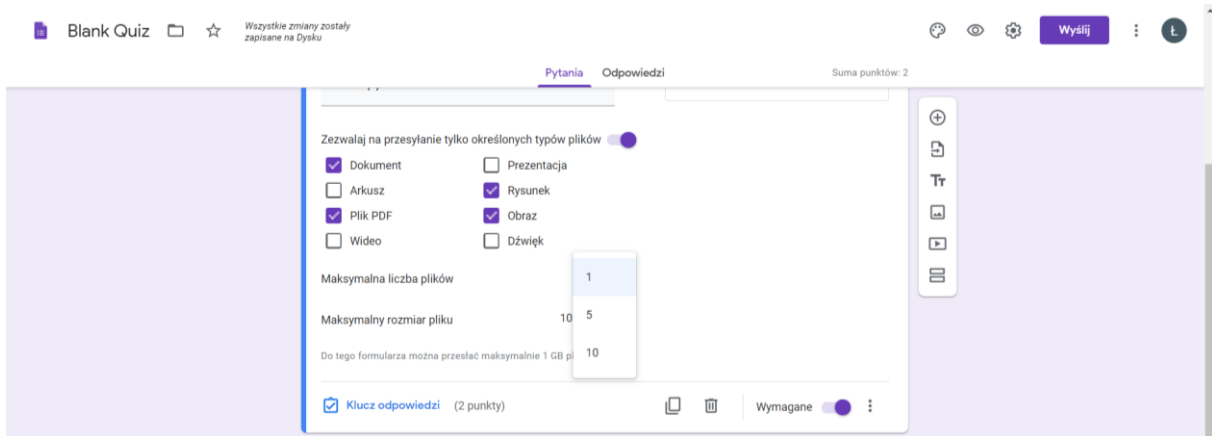 Blank Quiz
Wszystkie zmiany zostały
zapisane na Dysku
Wyślij
Ł
Pytania Odpowiedzi
Suma punktów: 2
Zezwalaj na przesyłanie tylko określonych typów plików
Dokument Prezentacja
Arkusz Rysunek
Plik PDF Obraz
Wideo Dźwięk
Maksymalna liczba plików 1
Maksymalny rozmiar pliku 10 5
Do tego formularza można przesłać maksymalnie 1 GB 10
Klucz odpowiedzi (2 punkty) Wymagane